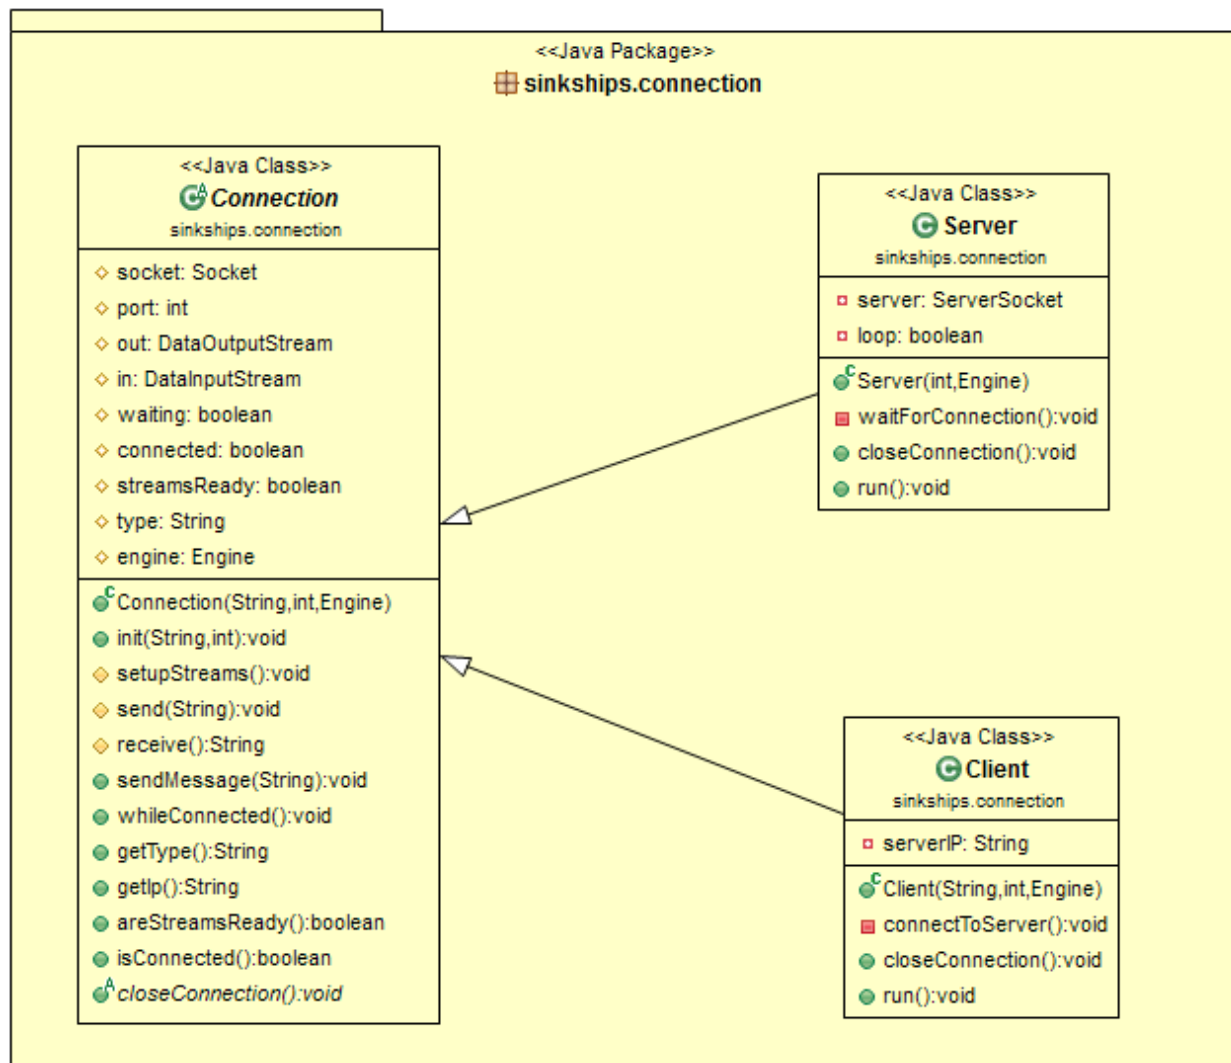 <<Java Package>>
sinkships.connection
<<Java Class>>
Connection
sinkships.connection
socket: Socket
port: int
out: DataOutputStream
in: DataInputStream
waiting: boolean
connected: boolean
streamsReady: boolean
type: String
engine: Engine
Connection(String,int,Engine)
init(String,int):void
setupStreams():void
send(String):void
receive():String
sendMessage(String):void
whileConnected():void
getType():String
getIp():String
areStreamsReady():boolean
isConnected():boolean
closeConnection():void
<<Java Class>>
Server
sinkships.connection
server: ServerSocket
loop: boolean
Server(int,Engine)
waitForConnection():void
closeConnection():void
run():void
<<Java Class>>
Client
sinkships.connection
serverIP: String
Client(String,int,Engine)
connectToServer():void
closeConnection():void
run():void